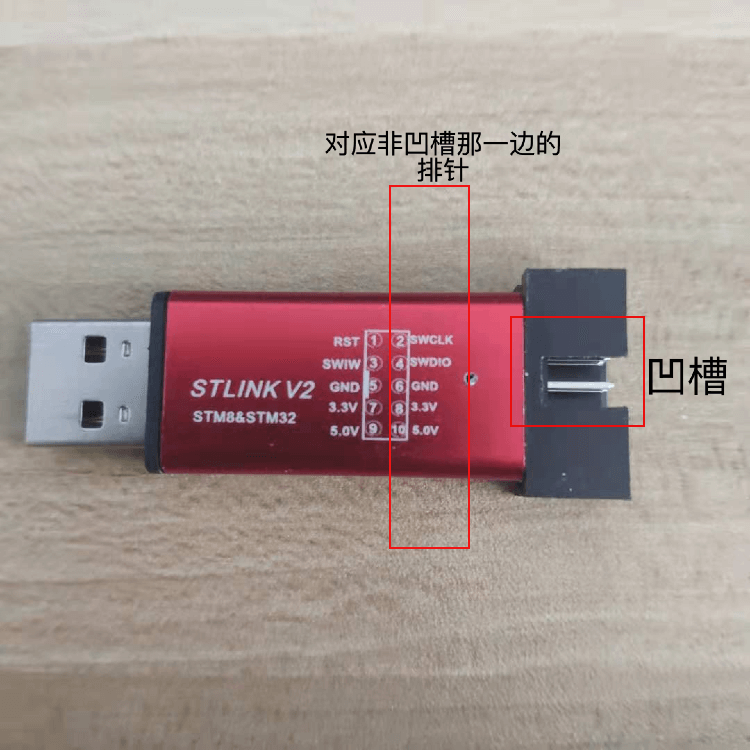 对应非凹槽那一边的
排针
凹槽
RST 1 2 SWCLK
SWIW 3 4 SWDIO
GND 5 6 GND
3.3V 7 8 3.3V
5.0V 9 10 5.0V
STLINK V2
STM8&STM32